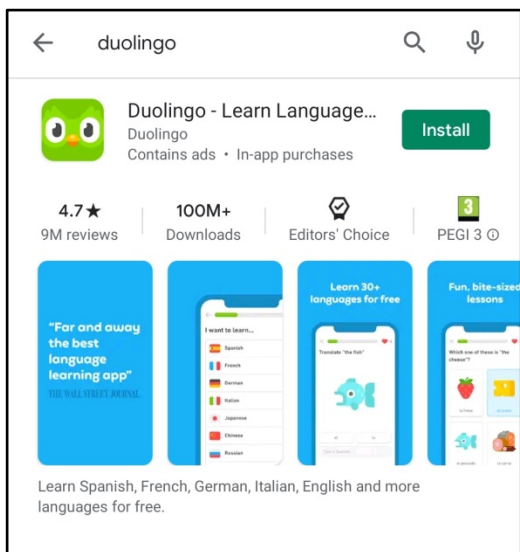 duolingo
Duolingo - Learn Language...
Duolingo
Contains ads • In-app purchases
Install
4.7★
9M reviews
100M+
Downloads
Editors' Choice
3
PEGI 3
"Far and away
the best
language
learning app"
THE WALL STREET JOURNAL
I want to learn...
Spanish
French
German
Italian
Japanese
Chinese
Russian
Learn 30+
languages for free
Translate "the fish"
Fun, bite-sized
lessons
Which one of these is "the
cheese"?
Learn Spanish, French, German, Italian, English and more
languages for free.